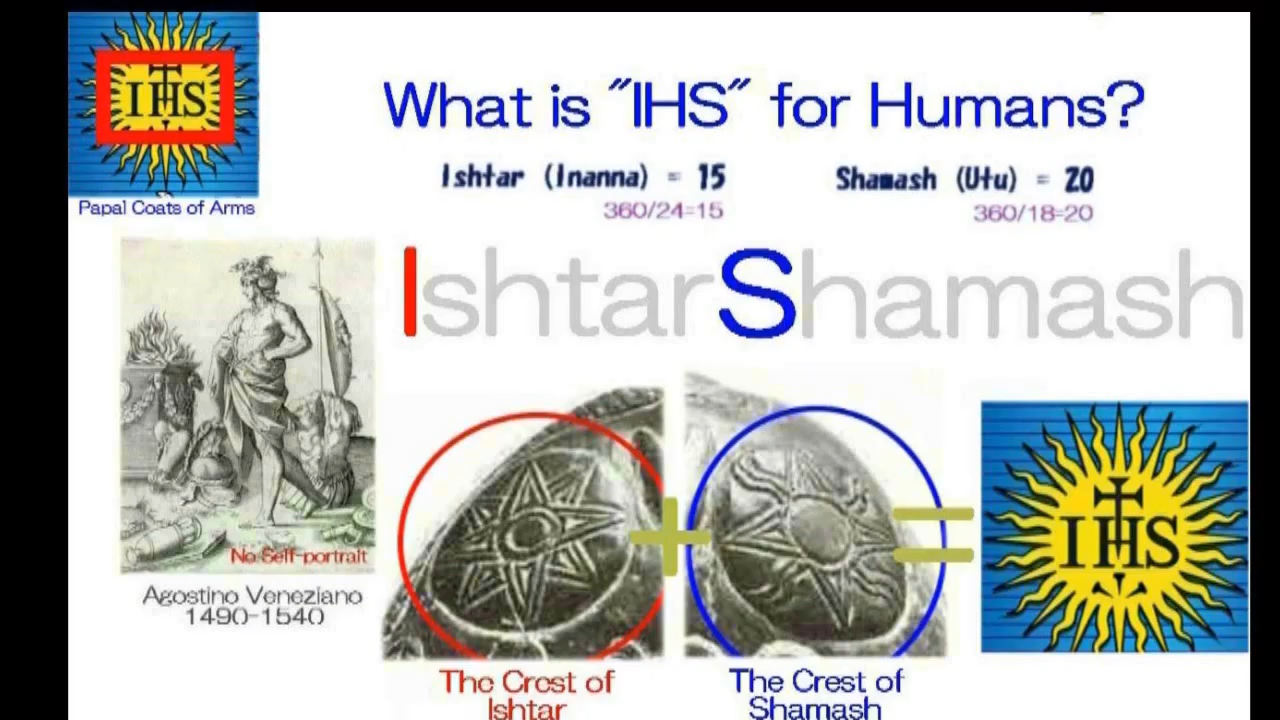 IHS
Papal Coats of Arms
What is "IHS" for Humans?
Ishtar (Inanna) = 15
360/24=15
Shamash (Utu) = 20
360/18=20
IshtarShamash
No Self-portrait
Agostino Veneziano
1490-1540
+
=
IHS
The Crest of
Ishtar
The Crest of
Shamash